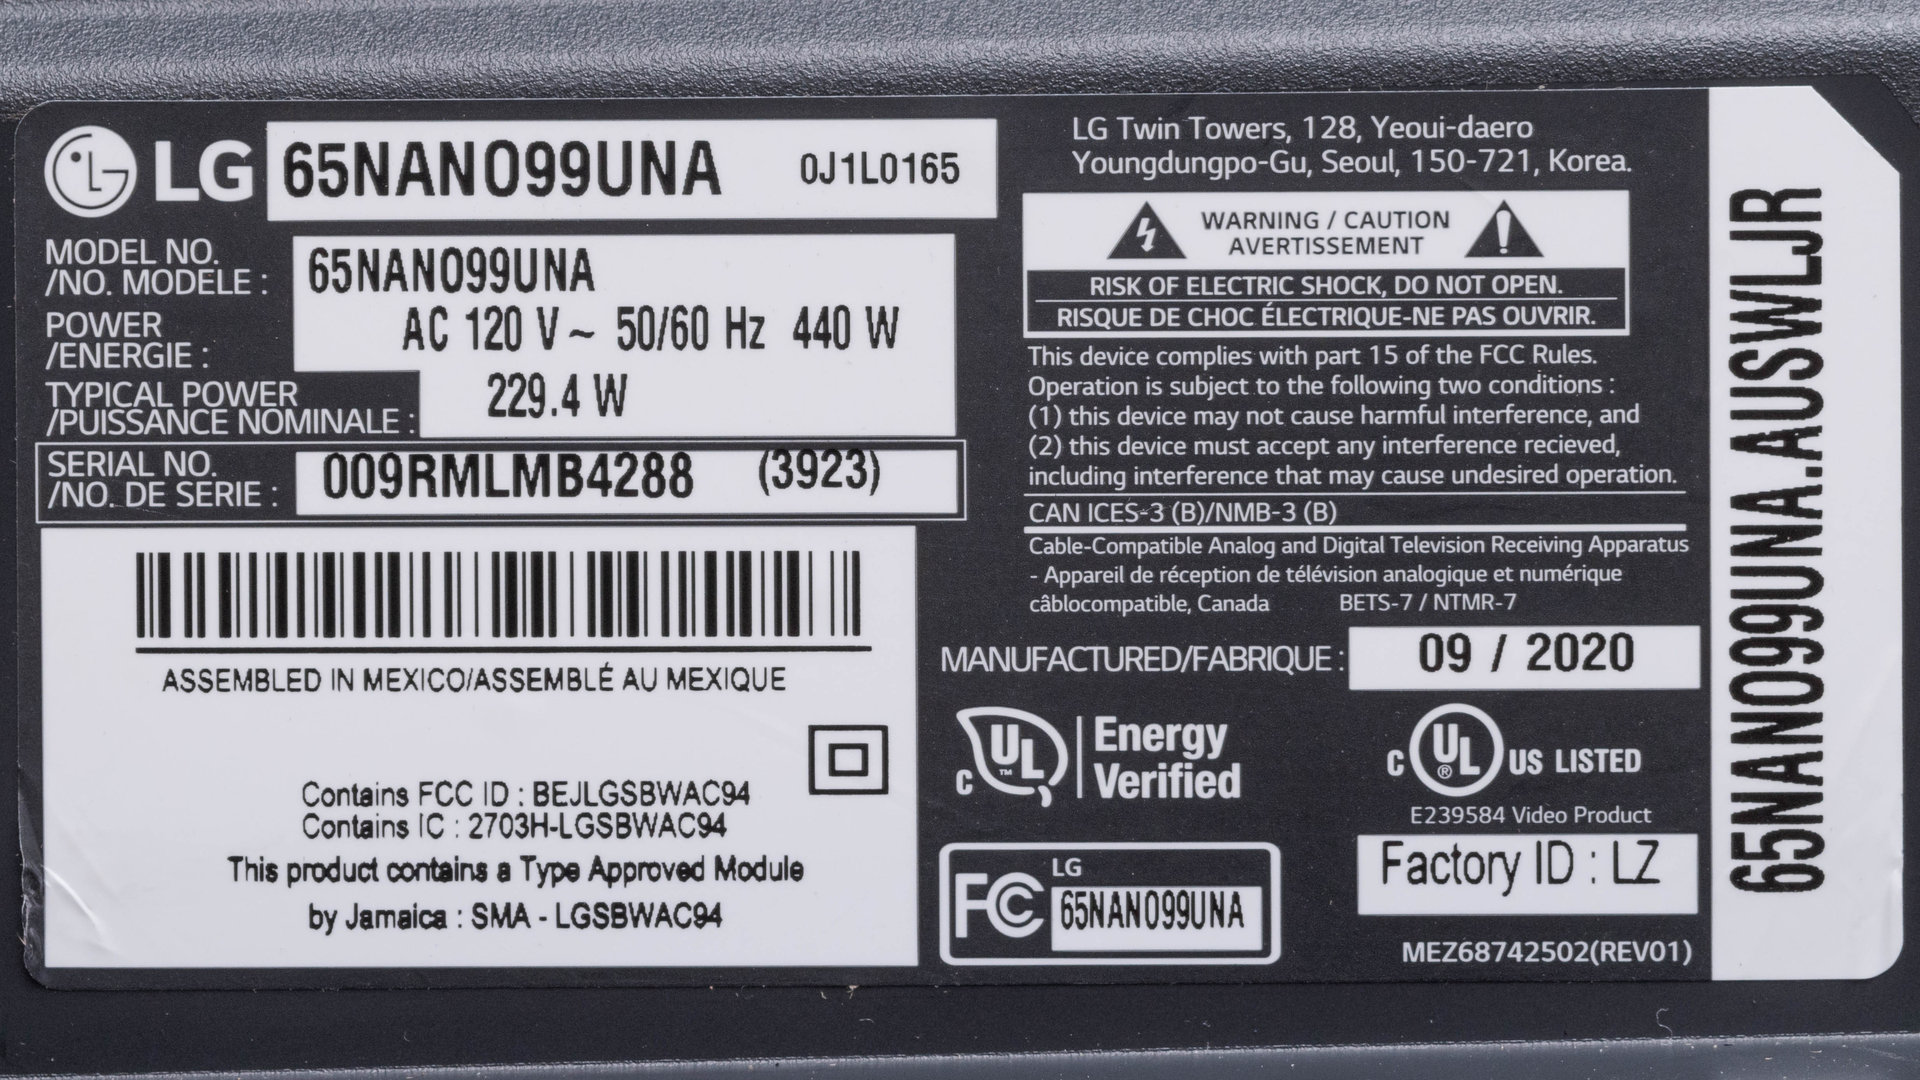 LG 65NANO99UNA 0J1L0165
MODEL NO.
/NO. MODELE : 65NANO99UNA
POWER
/ENERGIE : AC 120 V ~ 50/60 Hz 440 W
TYPICAL POWER
/PUISSANCE NOMINALE : 229.4 W
SERIAL NO.
/NO. DE SERIE : 009RMLMB4288 (3923)
ASSEMBLED IN MEXICO/ASSEMBLÉ AU MEXIQUE
Contains FCC ID : BEJLGSBWAC94
Contains IC : 2703H-LGSBWAC94
This product contains a Type Approved Module
by Jamaica : SMA - LGSBWAC94
LG Twin Towers, 128, Yeoui-daero
Youngdungpo-Gu, Seoul, 150-721, Korea.
WARNING / CAUTION
AVERTISSEMENT
RISK OF ELECTRIC SHOCK, DO NOT OPEN.
RISQUE DE CHOC ÉLECTRIQUE-NE PAS OUVRIR.
This device complies with part 15 of the FCC Rules.
Operation is subject to the following two conditions :
(1) this device may not cause harmful interference, and
(2) this device must accept any interference recieved,
including interference that may cause undesired operation.
CAN ICES-3 (B)/NMB-3 (B)
Cable-Compatible Analog and Digital Television Receiving Apparatus
- Appareil de réception de télévision analogique et numérique
câblocompatible, Canada BETS-7 / NTMR-7
MANUFACTURED/FABRIQUE : 09 / 2020
C UL TM Energy
Verified
C UL ® US LISTED
E239584 Video Product
FC LG
65NANO99UNA
Factory ID : LZ
MEZ68742502(REV01)
65NANO99UNA.AUSWLJR